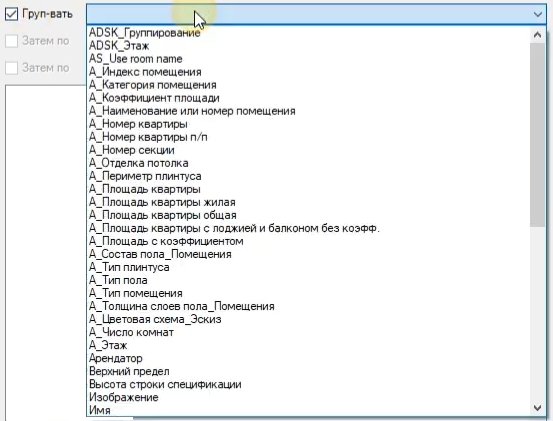 Груп-вать
Затем по
Затем по
ADSK_Группирование
ADSK_Этаж
AS_Use room name
А_Индекс помещения
А_Категория помещения
А_Коэффициент площади
А_Наименование или номер помещения
А_Номер квартиры
А_Номер квартиры п/п
А_Номер секции
А_Отделка потолка
А_Периметр плинтуса
А_Площадь квартиры
А_Площадь квартиры жилая
А_Площадь квартиры общая
А_Площадь квартиры с лоджией и балконом без коэфф.
А_Площадь с коэффициентом
А_Состав пола_Помещения
А_Тип плинтуса
А_Тип пола
А_Тип помещения
А_Толщина слоев пола_Помещения
А_Цветовая схема_Эскиз
А_Число комнат
А_Этаж
Арендатор
Верхний предел
Высота строки спецификации
Изображение
Имя